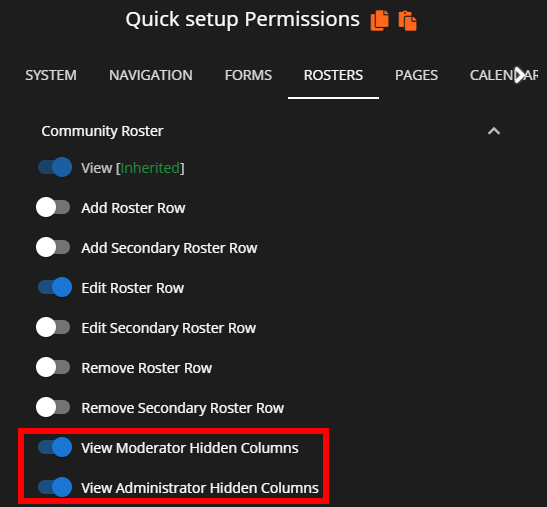 Quick setup Permissions
SYSTEM NAVIGATION FORMS ROSTERS PAGES CALENDAR
Community Roster
View [Inherited]
Add Roster Row
Add Secondary Roster Row
Edit Roster Row
Edit Secondary Roster Row
Remove Roster Row
Remove Secondary Roster Row
View Moderator Hidden Columns
View Administrator Hidden Columns